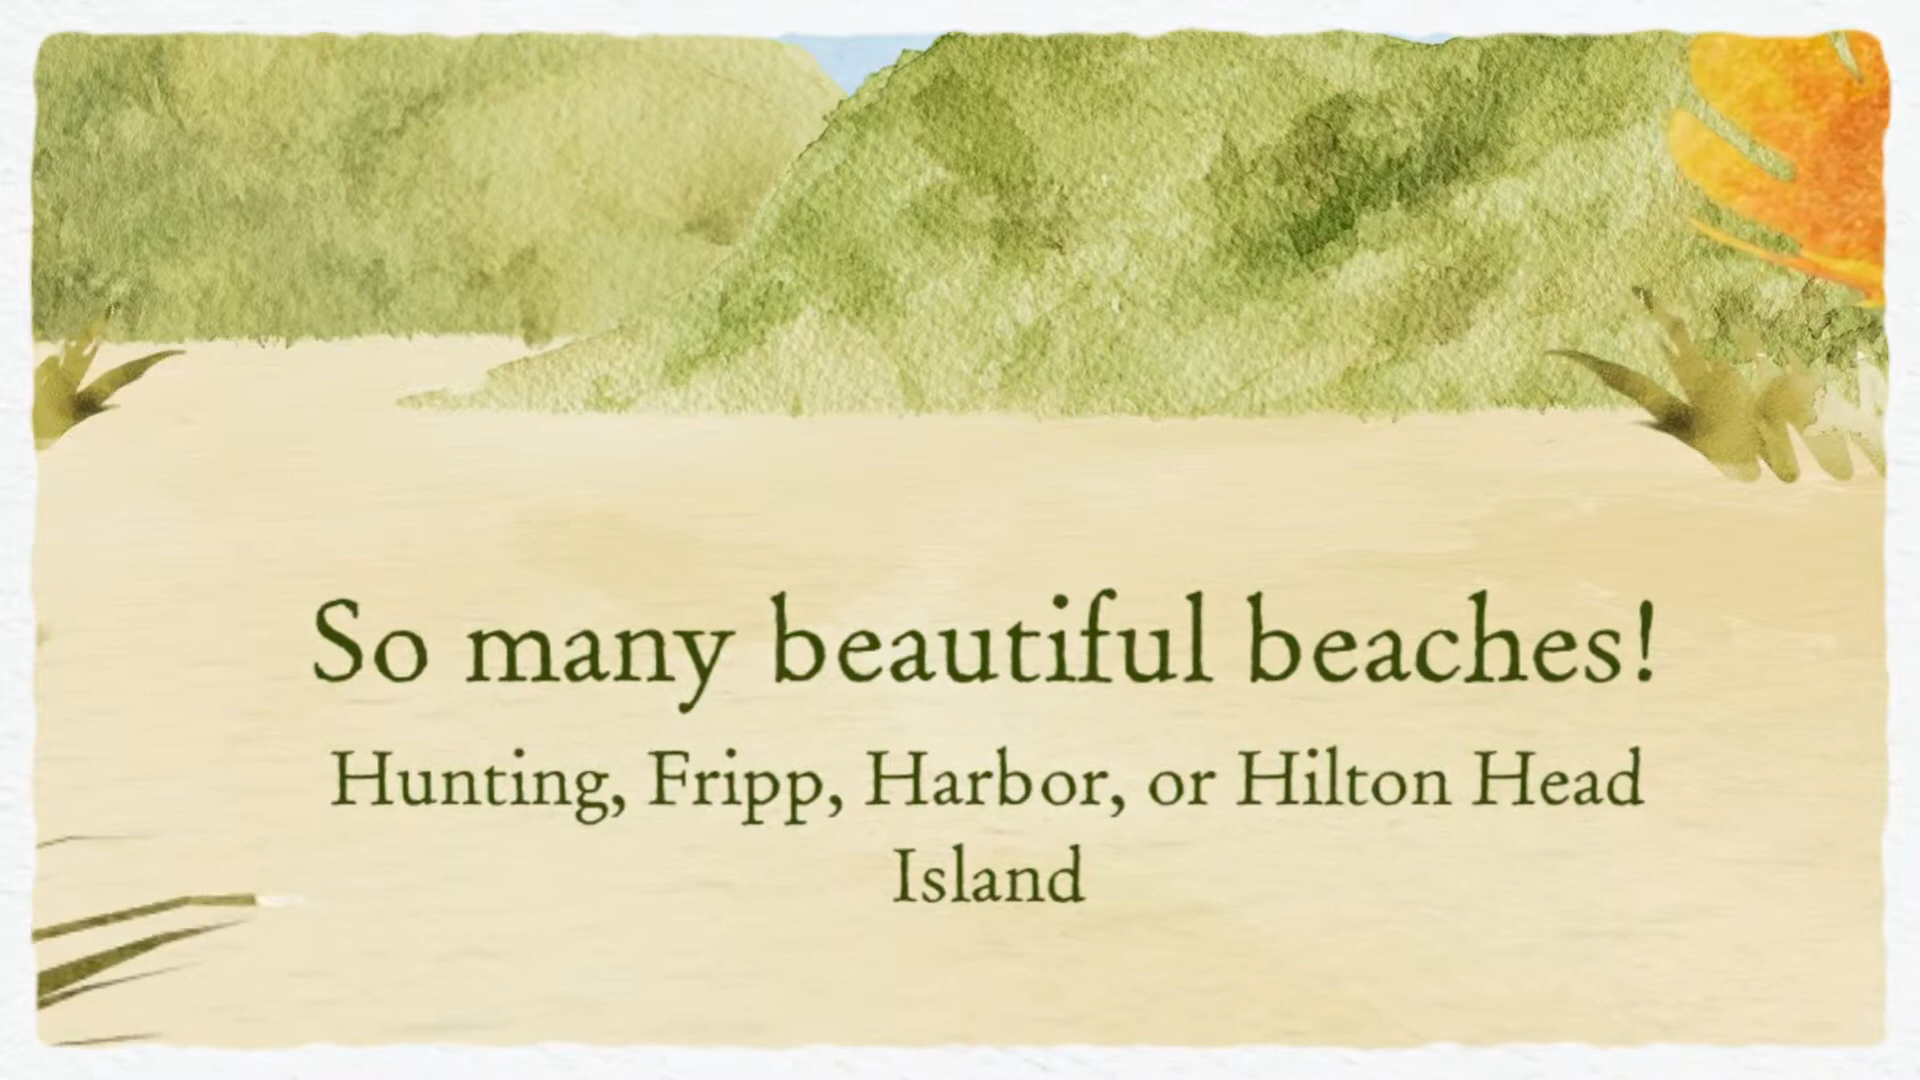 So many beautiful beaches!
Hunting, Fripp, Harbor, or Hilton Head
Island